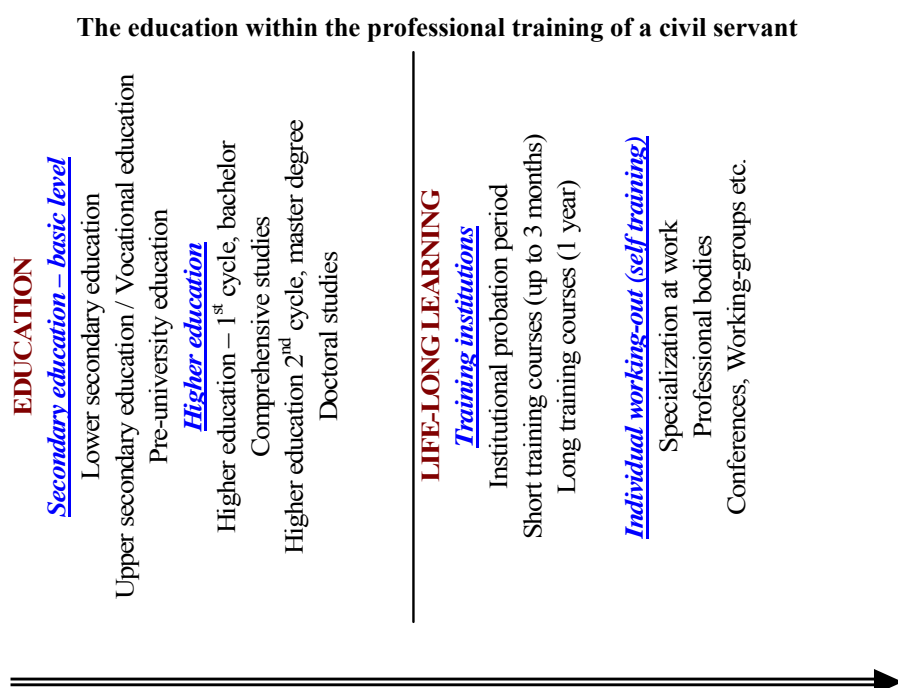 The education within the professional training of a civil servant
EDUCATION
Secondary education – basic level
Lower secondary education
Upper secondary education / Vocational education
Pre-university education
Higher education
Higher education – 1st cycle, bachelor
Comprehensive studies
Higher education 2nd cycle, master degree
Doctoral studies
LIFE-LONG LEARNING
Training institutions
Institutional probation period
Short training courses (up to 3 months)
Long training courses (1 year)
Individual working-out (self training)
Specialization at work
Professional bodies
Conferences, Working-groups etc.